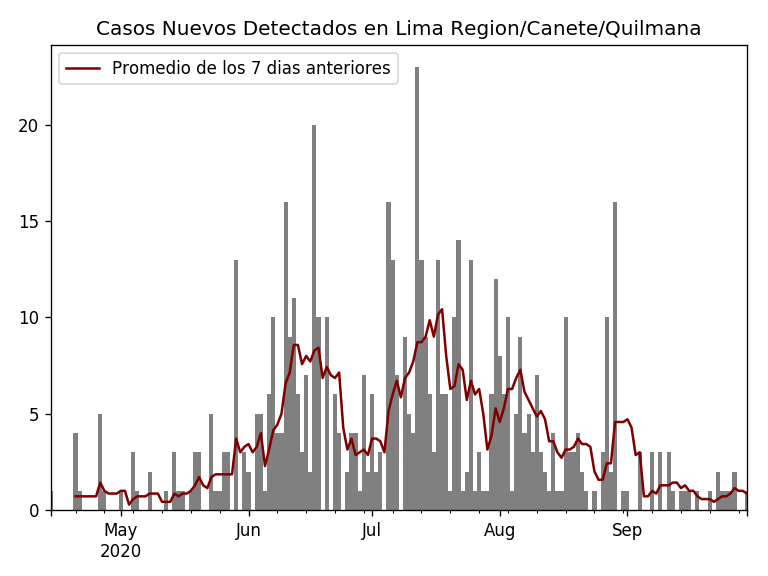 Casos Nuevos Detectados en Lima Region/Canete/Quilmana
Promedio de los 7 dias anteriores
20
15
10
5
0
May Jun Jul Aug Sep
2020